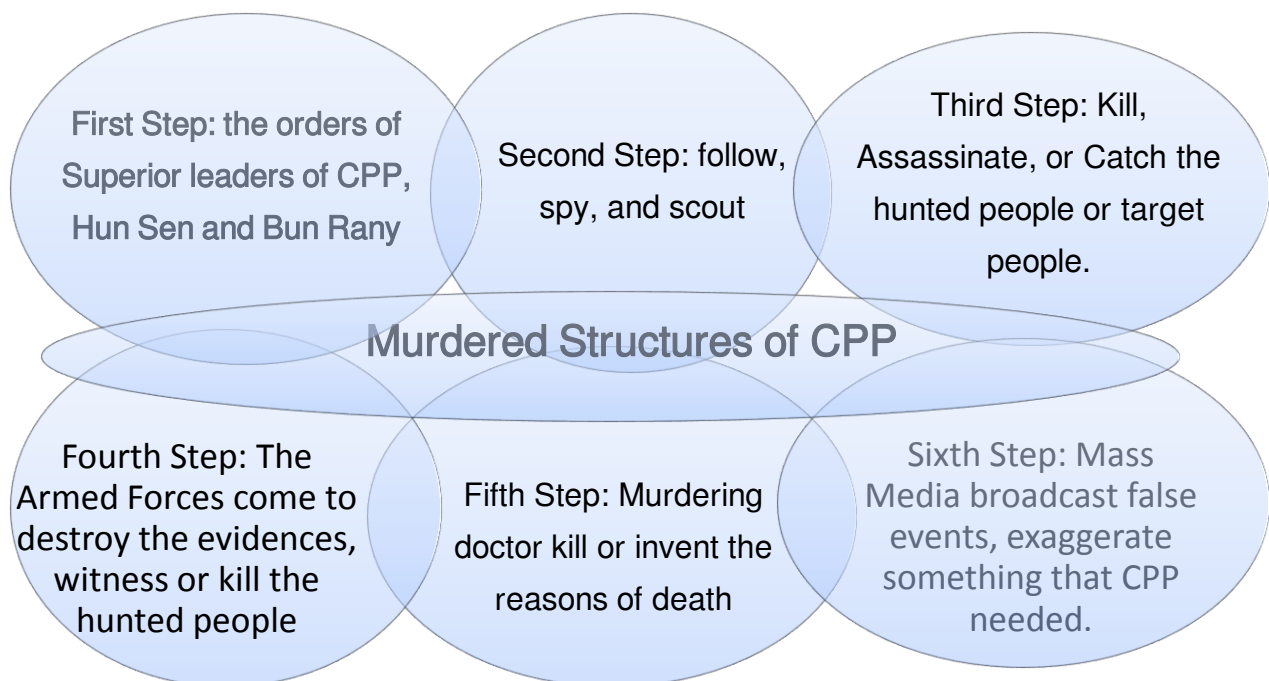 First Step: the orders of
Superior leaders of CPP,
Hun Sen and Bun Rany
Second Step: follow,
spy, and scout
Third Step: Kill,
Assassinate, or Catch the
hunted people or target
people.
Murdered Structures of CPP
Fourth Step: The
Armed Forces come to
destroy the evidences,
witness or kill the
hunted people
Fifth Step: Murdering
doctor kill or invent the
reasons of death
Sixth Step: Mass
Media broadcast false
events, exaggerate
something that CPP
needed.